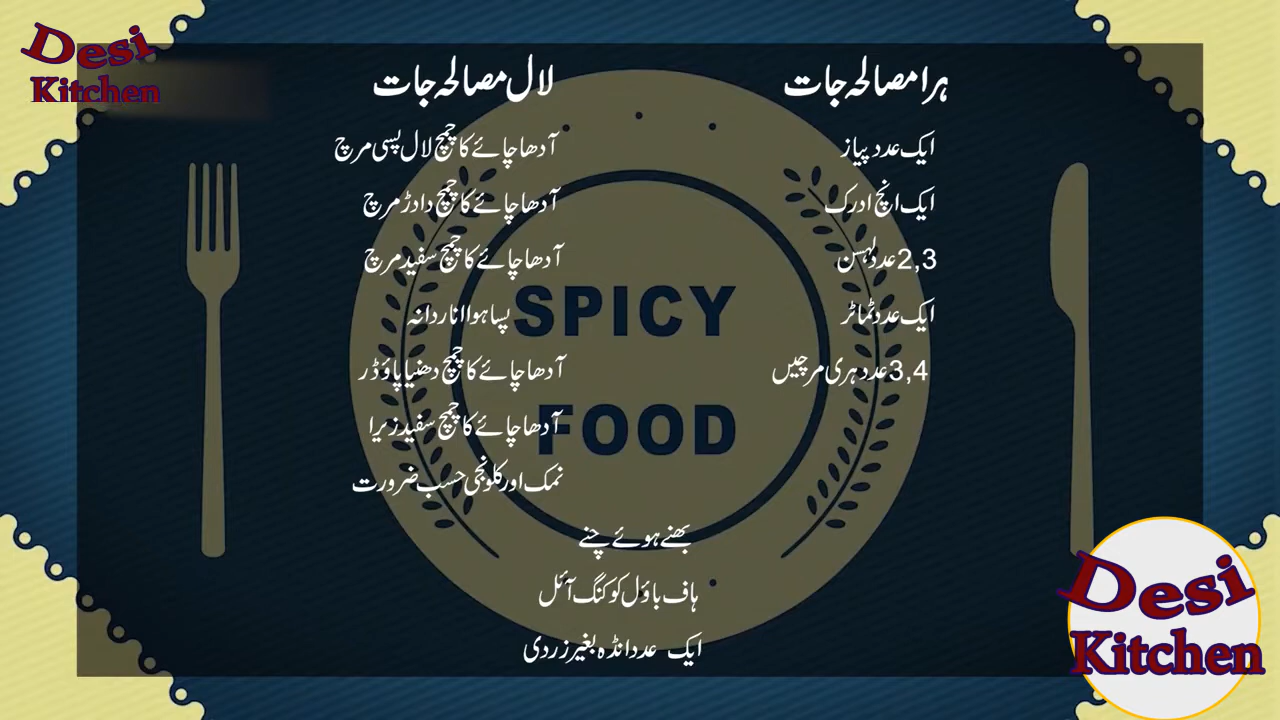 Desi
Kitchen
ہرا مصالحہ جات
ایک عدد پیاز
ایک انچ اورک
2,3 عدد لہسن
ایک عدد ٹماٹر
3,4 عدد ہری مرچیں
لال مصالحہ جات
آدھا چائے کا چمچ لال پسی مرچ
آدھا چائے کا چمچ دادڑ مرچ
آدھا چائے کا چمچ سفید مرچ
پسا ہوا انار دانہ
آدھا چائے کا چمچ دھنیا پاؤڈر
آدھا چائے کا چمچ سفید زیرا
نمک اور کلونجی حسب ضرورت
بھنے ہوئے چنے
ہاف باؤل کوکنگ آئل
ایک عدد انڈہ بغیر زردی
SPICY
FOOD
Desi
Kitchen